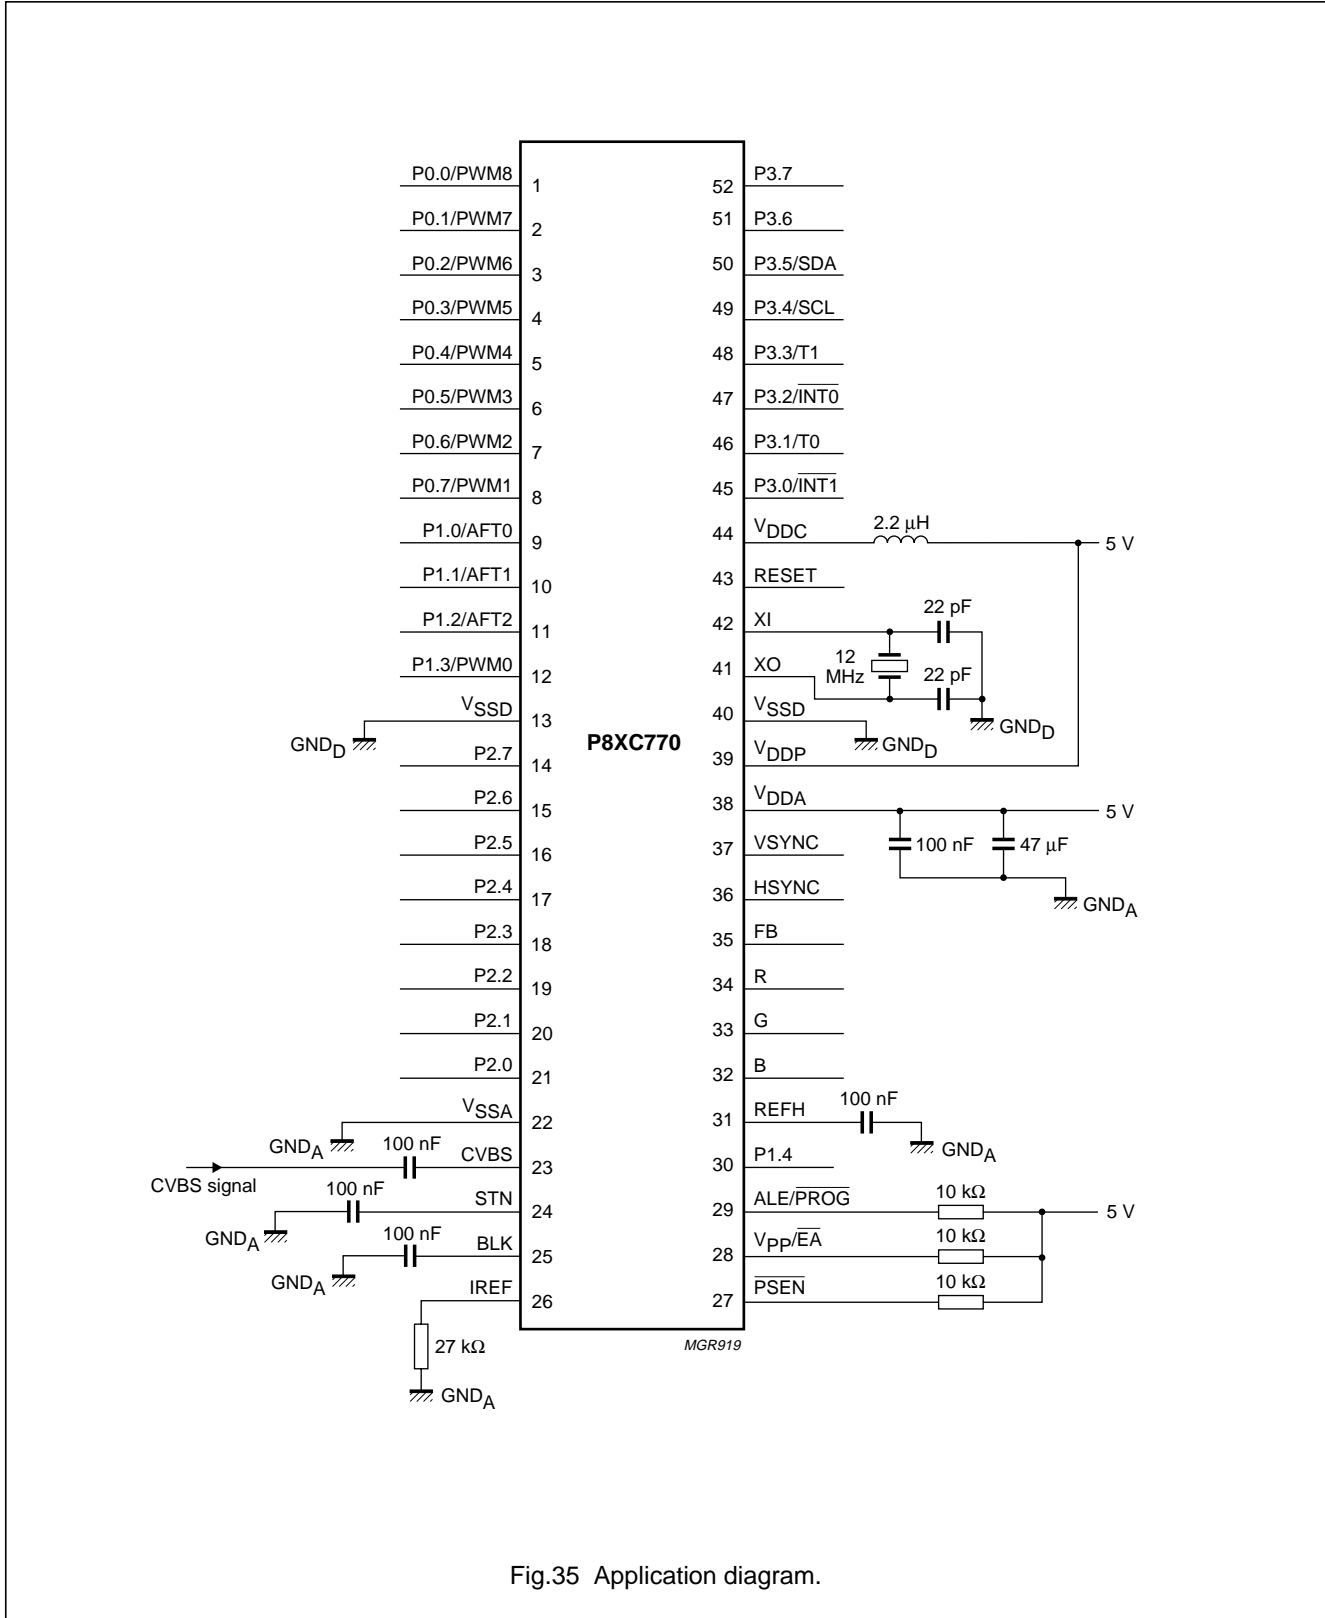 P0.0/PWM8
1
P0.1/PWM7
2
P0.2/PWM6
3
P0.3/PWM5
4
P0.4/PWM4
5
P0.5/PWM3
6
P0.6/PWM2
7
P0.7/PWM1
8
P1.0/AFT0
9
P1.1/AFT1
10
P1.2/AFT2
11
P1.3/PWM0
12
VSSD
13
GNDD
P2.7
14
P2.6
15
P2.5
16
P2.4
17
P2.3
18
P2.2
19
P2.1
20
P2.0
21
VSSA
22
GNDA
100 nF
CVBS
23
CVBS signal
100 nF
STN
24
GNDA
100 nF
BLK
25
GNDA
IREF
26
27 kΩ
GNDA
P8XC770
52
P3.7
51
P3.6
50
P3.5/SDA
49
P3.4/SCL
48
P3.3/T1
47
P3.2/INT0
46
P3.1/T0
45
P3.0/INT1
44
VDDC
2.2 μH
5 V
43
RESET
42
XI
22 pF
12
MHz
41
XO
22 pF
GNDD
40
VSSD
GNDD
39
VDDP
38
VDDA
5 V
100 nF
47 μF
GNDA
37
VSYNC
36
HSYNC
35
FB
34
R
33
G
32
B
31
REFH
100 nF
GNDA
30
P1.4
29
ALE/PROG
10 kΩ
5 V
28
VPP/EA
10 kΩ
27
PSEN
10 kΩ
MGR919
Fig.35 Application diagram.